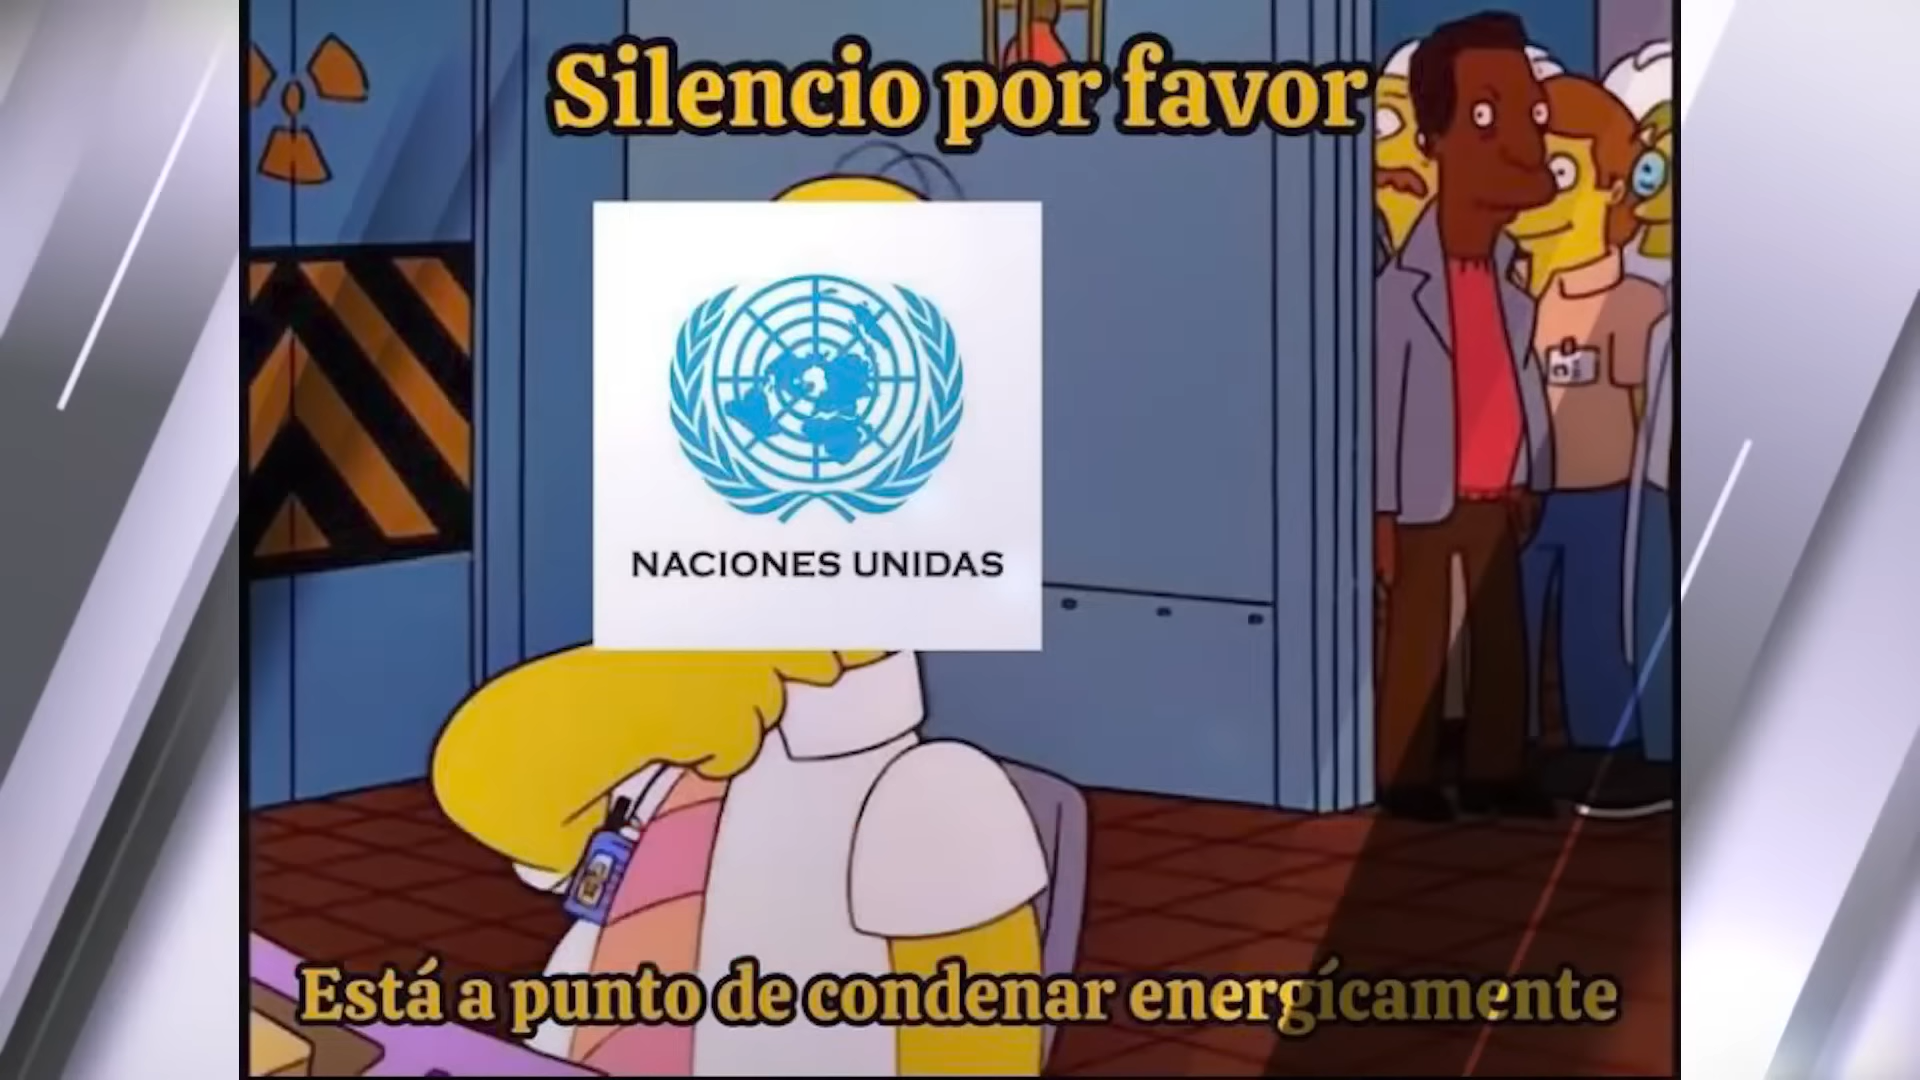 Silencio por favor
NACIONES UNIDAS
Está a punto de condenar energícamente